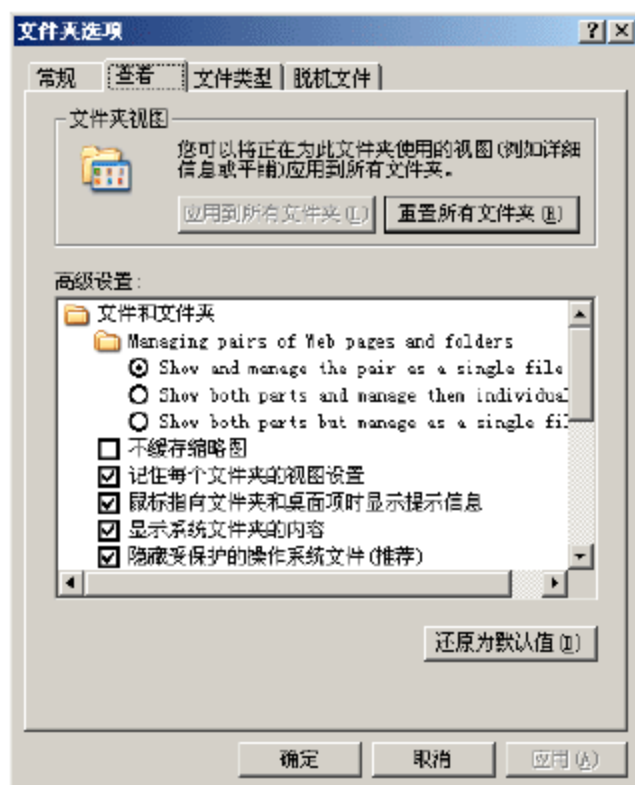 文件夹选项
常规 查看 文件类型 脱机文件
文件夹视图
您可以将正在为此文件夹使用的视图(例如详细
信息或平铺)应用到所有文件夹。
应用到所有文件夹(L) 重置所有文件夹(R)
高级设置:
文件和文件夹
Managing pairs of Web pages and folders
Show and manage the pair as a single file
Show both parts and manage them individual
Show both parts but manage as a single fil
不缓存缩略图
记住每个文件夹的视图设置
鼠标指向文件夹和桌面项时显示提示信息
显示系统文件夹的内容
隐藏受保护的操作系统文件(推荐)
还原为默认值(D)
确定 取消 应用(A)